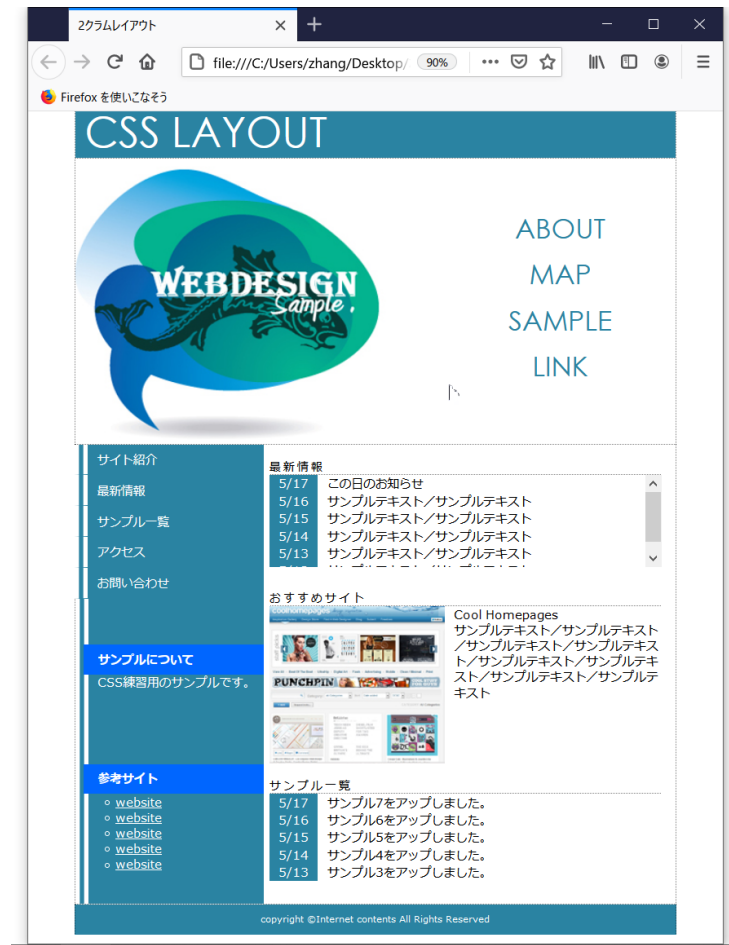 2クラムレイアウト
file:///C:/Users/zhang/Desktop/
90%
Firefox を使いこなそう
CSS LAYOUT
WEBDESIGN
Sample.
ABOUT
MAP
SAMPLE
LINK
サイト紹介
最新情報
サンプル一覧
アクセス
お問い合わせ
サンプルについて
CSS練習用のサンプルです。
参考サイト
website
website
website
website
website
最新情報
5/17 この日のお知らせ
5/16 サンプルテキスト／サンプルテキスト
5/15 サンプルテキスト／サンプルテキスト
5/14 サンプルテキスト／サンプルテキスト
5/13 サンプルテキスト／サンプルテキスト
おすすめサイト
coolhomepages
PUNCHPIN
Cool Homepages
サンプルテキスト／サンプルテキスト
／サンプルテキスト／サンプルテキス
ト／サンプルテキスト／サンプルテキ
スト／サンプルテキスト／サンプルテ
キスト
サンプル一覧
5/17 サンプル7をアップしました。
5/16 サンプル6をアップしました。
5/15 サンプル5をアップしました。
5/14 サンプル4をアップしました。
5/13 サンプル3をアップしました。
copyright ©Internet contents All Rights Reserved